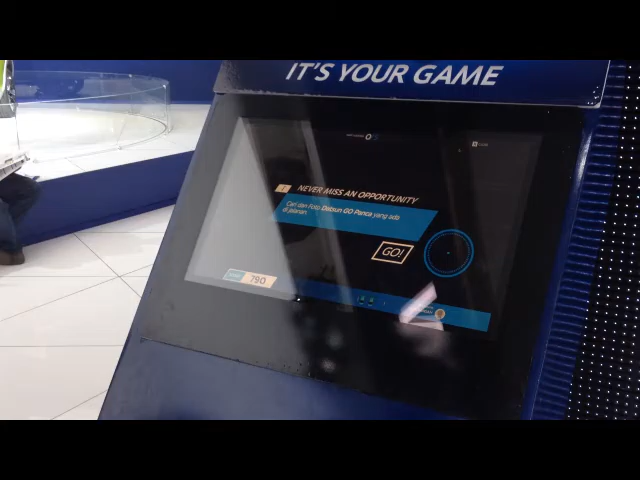 IT'S YOUR GAME
NEVER MISS AN OPPORTUNITY
Cari dan Foto Datsun GO Panca yang ada
di jalanan.
GO!
790